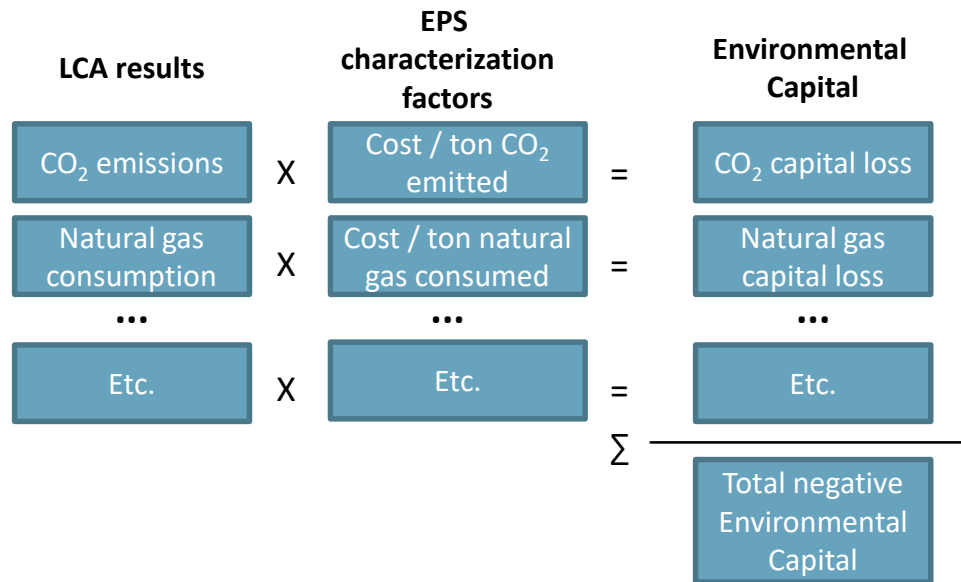 LCA results
EPS
characterization
factors
Environmental
Capital
CO₂ emissions
X
Cost / ton CO₂
emitted
=
CO₂ capital loss
Natural gas
consumption
X
Cost / ton natural
gas consumed
=
Natural gas
capital loss
...
...
...
Etc.
X
Etc.
=
Etc.
∑
Total negative
Environmental
Capital